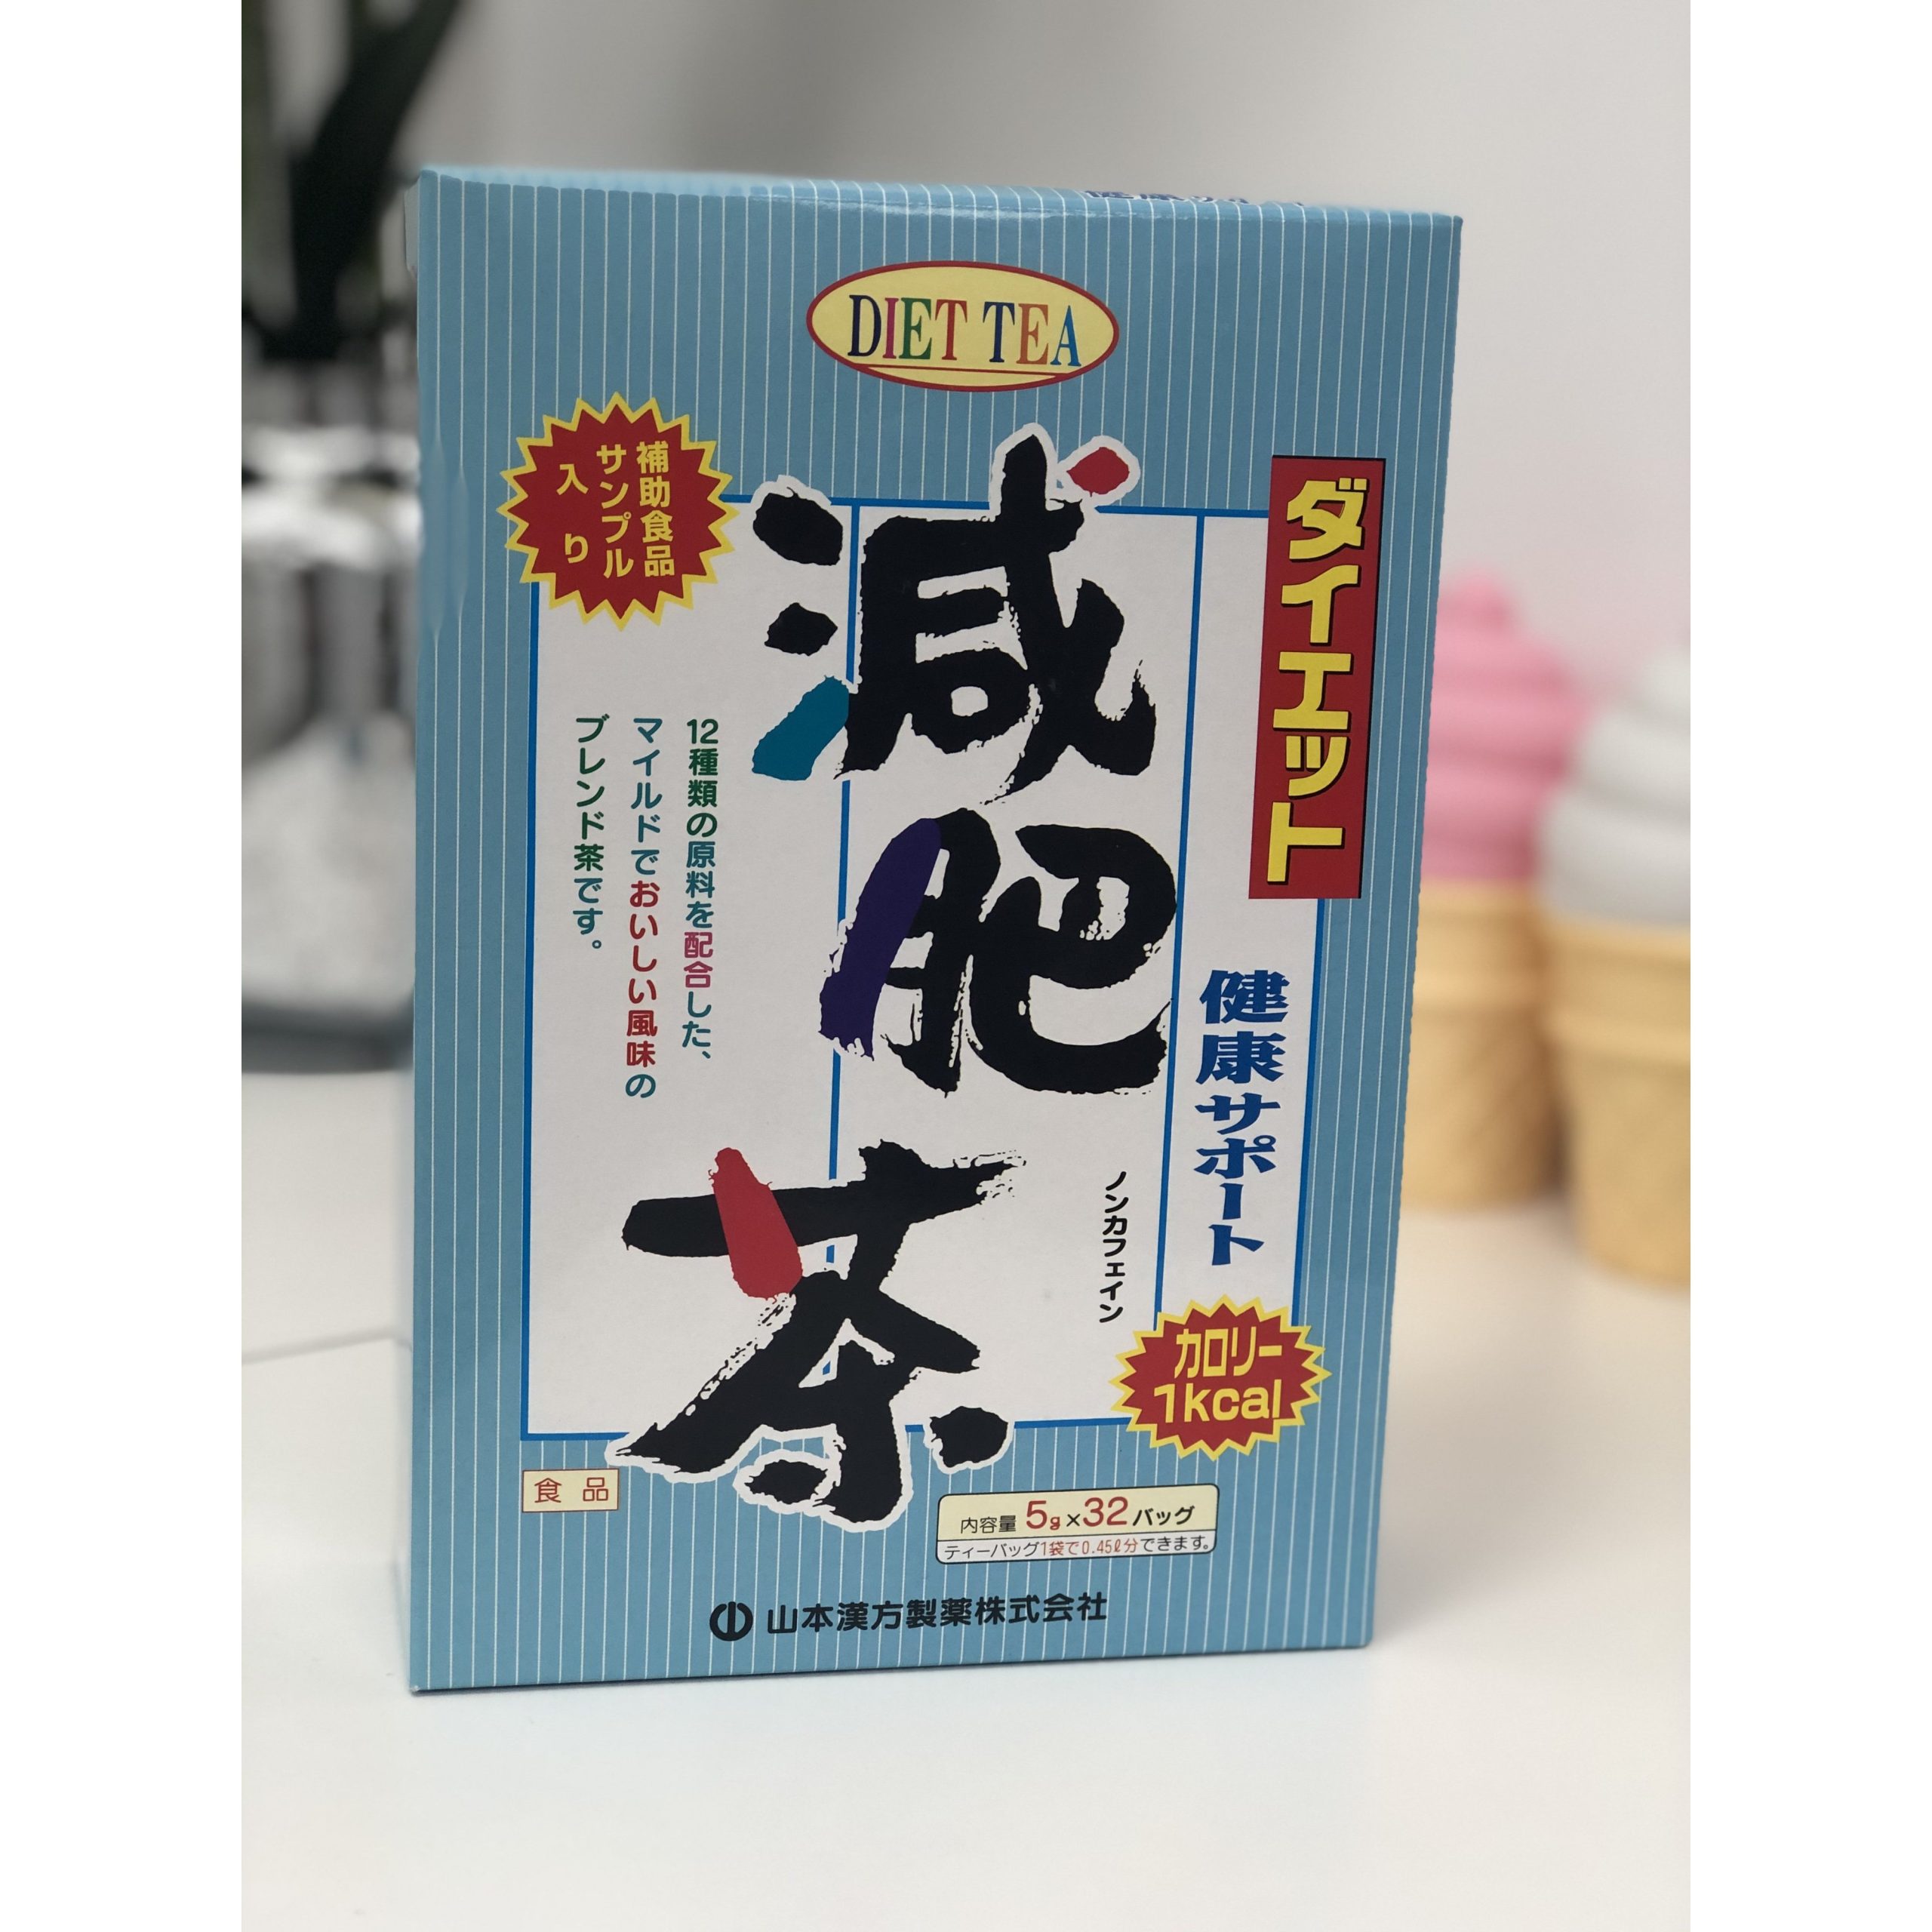 DIET TEA
補助食品
サンプル
入り
ダイエット
減肥茶
健康サポート
ノンカフェイン
12種類の原料を配合した、
マイルドでおいしい風味の
ブレンド茶です。
カロリー
1kcal
食品
内容量 5g×32バッグ
ティーバッグ1袋で0.45ℓ分できます。
山本漢方製薬株式会社